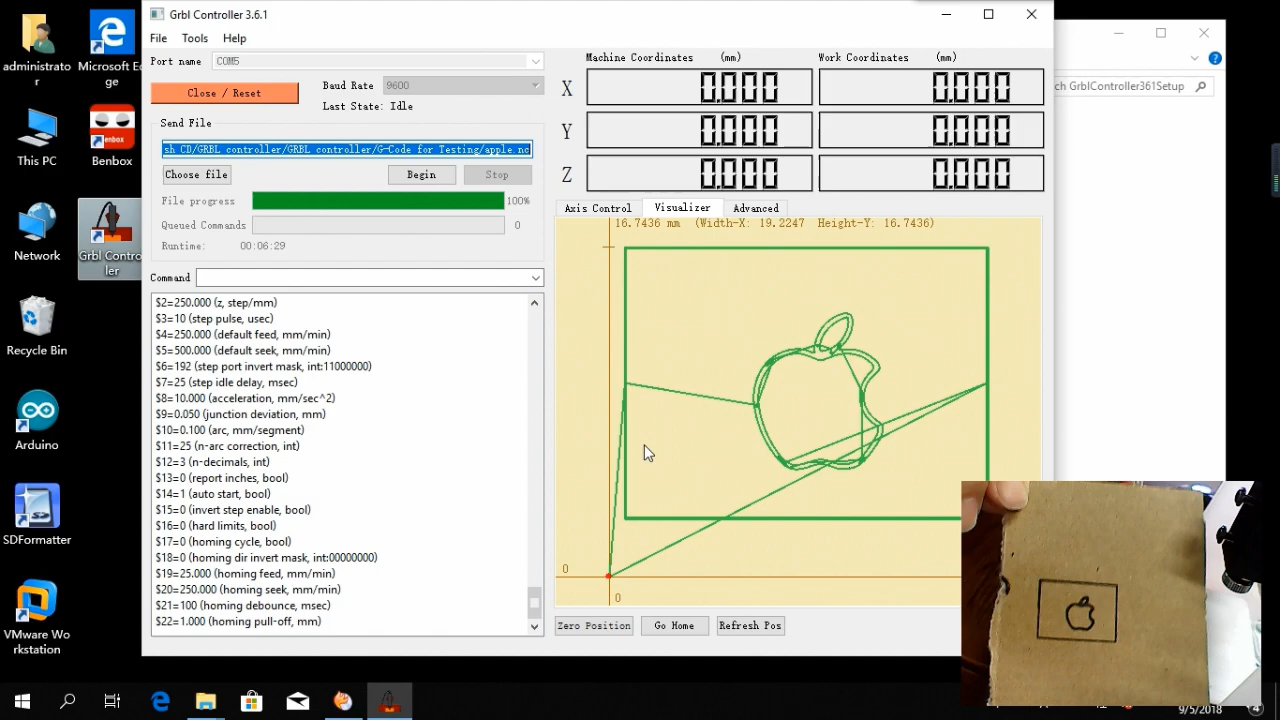 administrato
r
Microsoft Ed
ge
This PC
Benbox
Network
Grbl Contro
ller
Recycle Bin
Arduino
SDFormatter
VMware Wo
rkstation
Grbl Controller 3.6.1
File Tools Help
Port name COM5
Baud Rate 9600
Close / Reset
Last State: Idle
Send File
sh CD/GRBL controller/GRBL controller/G-Code for Testing/apple.nc
Choose file Begin Stop
File progress 100%
Queued Commands 0
Runtime: 00:06:29
Command
$2=250.000 (z, step/mm)
$3=10 (step pulse, usec)
$4=250.000 (default feed, mm/min)
$5=500.000 (default seek, mm/min)
$6=192 (step port invert mask, int:11000000)
$7=25 (step idle delay, msec)
$8=10.000 (acceleration, mm/sec^2)
$9=0.050 (junction deviation, mm)
$10=0.100 (arc, mm/segment)
$11=25 (n-arc correction, int)
$12=3 (n-decimals, int)
$13=0 (report inches, bool)
$14=1 (auto start, bool)
$15=0 (invert step enable, bool)
$16=0 (hard limits, bool)
$17=0 (homing cycle, bool)
$18=0 (homing dir invert mask, int:00000000)
$19=25.000 (homing feed, mm/min)
$20=250.000 (homing seek, mm/min)
$21=100 (homing debounce, msec)
$22=1.000 (homing pull-off, mm)
Machine Coordinates (mm) Work Coordinates (mm)
X 0.000 0.000
Y 0.000 0.000
Z 0.000 0.000
Axis Control Visualizer Advanced
16.7436 mm (Width-X: 19.2247 Height-Y: 16.7436)
0
0
Zero Position Go Home Refresh Pos
ch GrblController361Setup
9/5/2018
4